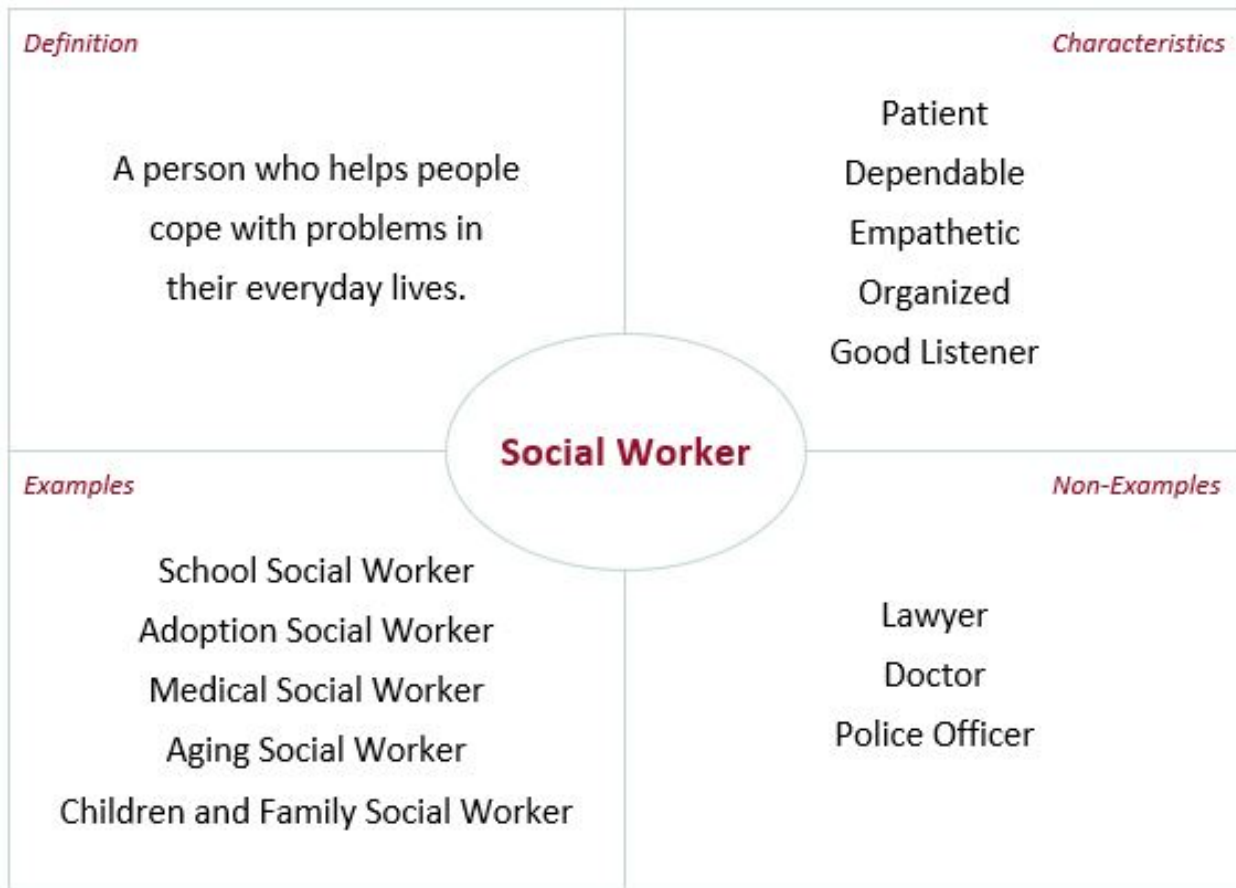 Definition
A person who helps people
cope with problems in
their everyday lives.
Characteristics
Patient
Dependable
Empathetic
Organized
Good Listener
Social Worker
Examples
School Social Worker
Adoption Social Worker
Medical Social Worker
Aging Social Worker
Children and Family Social Worker
Non-Examples
Lawyer
Doctor
Police Officer